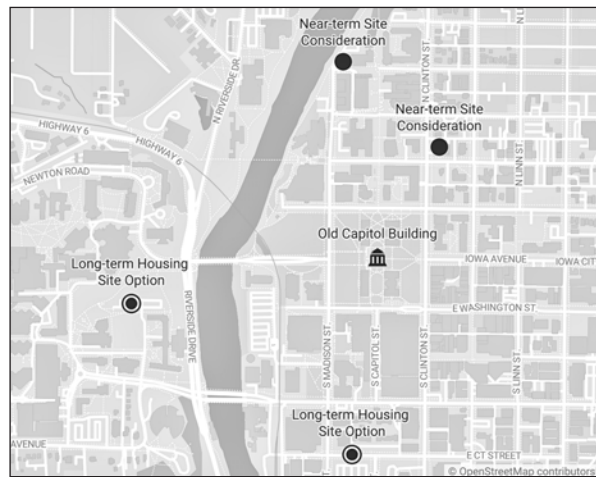 Near-term Site
Consideration
N RIVERSIDE DR.
N CLINTON ST.
Near-term Site
Consideration
HIGHWAY 6
HIGHWAY 6
N LINN ST.
NEWTON ROAD
Old Capitol Building
Long-term Housing
Site Option
IOWA AVENUE
IOWA CITY
RIVERSIDE DRIVE
E WASHINGTON ST.
S MADISON ST.
S CAPITOL ST.
S CLINTON ST.
S LINN ST.
Long-term Housing
Site Option
AVENUE
E CT STREET
© OpenStreetMap contributors